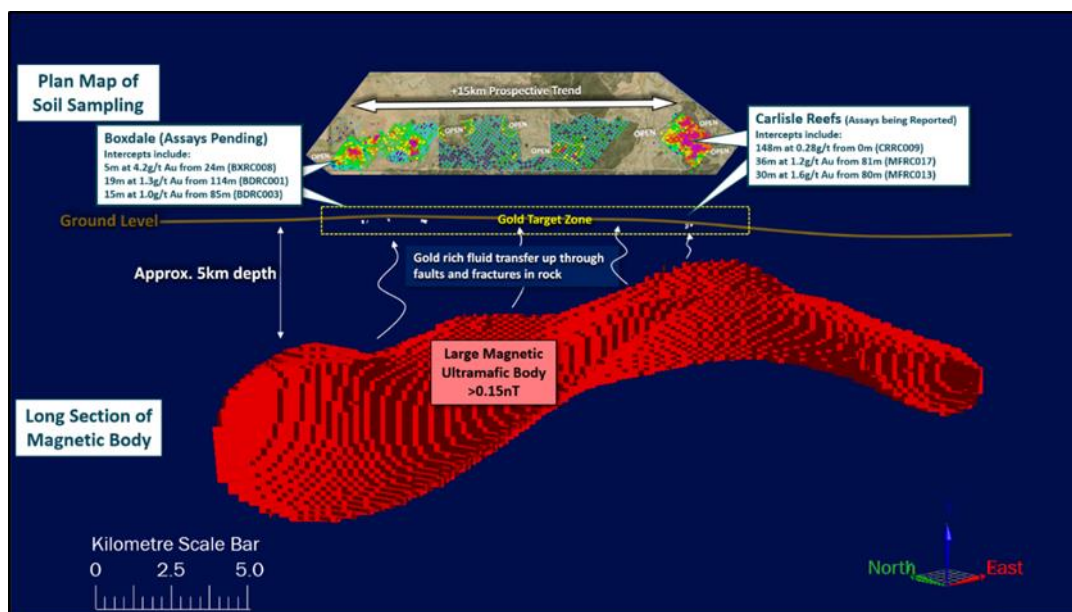 Plan Map of
Soil Sampling
+15km Prospective Trend
OPEN
OPEN
OPEN
OPEN
OPEN
OPEN
OPEN
Boxdale (Assays Pending)
Intercepts include:
5m at 4.2g/t Au from 24m (BXRC008)
19m at 1.3g/t Au from 114m (BDRC001)
15m at 1.0g/t Au from 85m (BDRC003)
Carlisle Reefs (Assays being Reported)
Intercepts include:
148m at 0.28g/t from 0m (CRRC009)
36m at 1.2g/t Au from 81m (MFRC017)
30m at 1.6g/t Au from 80m (MFRC013)
Ground Level
Gold Target Zone
Approx. 5km depth
Gold rich fluid transfer up through
faults and fractures in rock
Large Magnetic
Ultramafic Body
>0.15nT
Long Section of
Magnetic Body
Kilometre Scale Bar
0 2.5 5.0
North
East